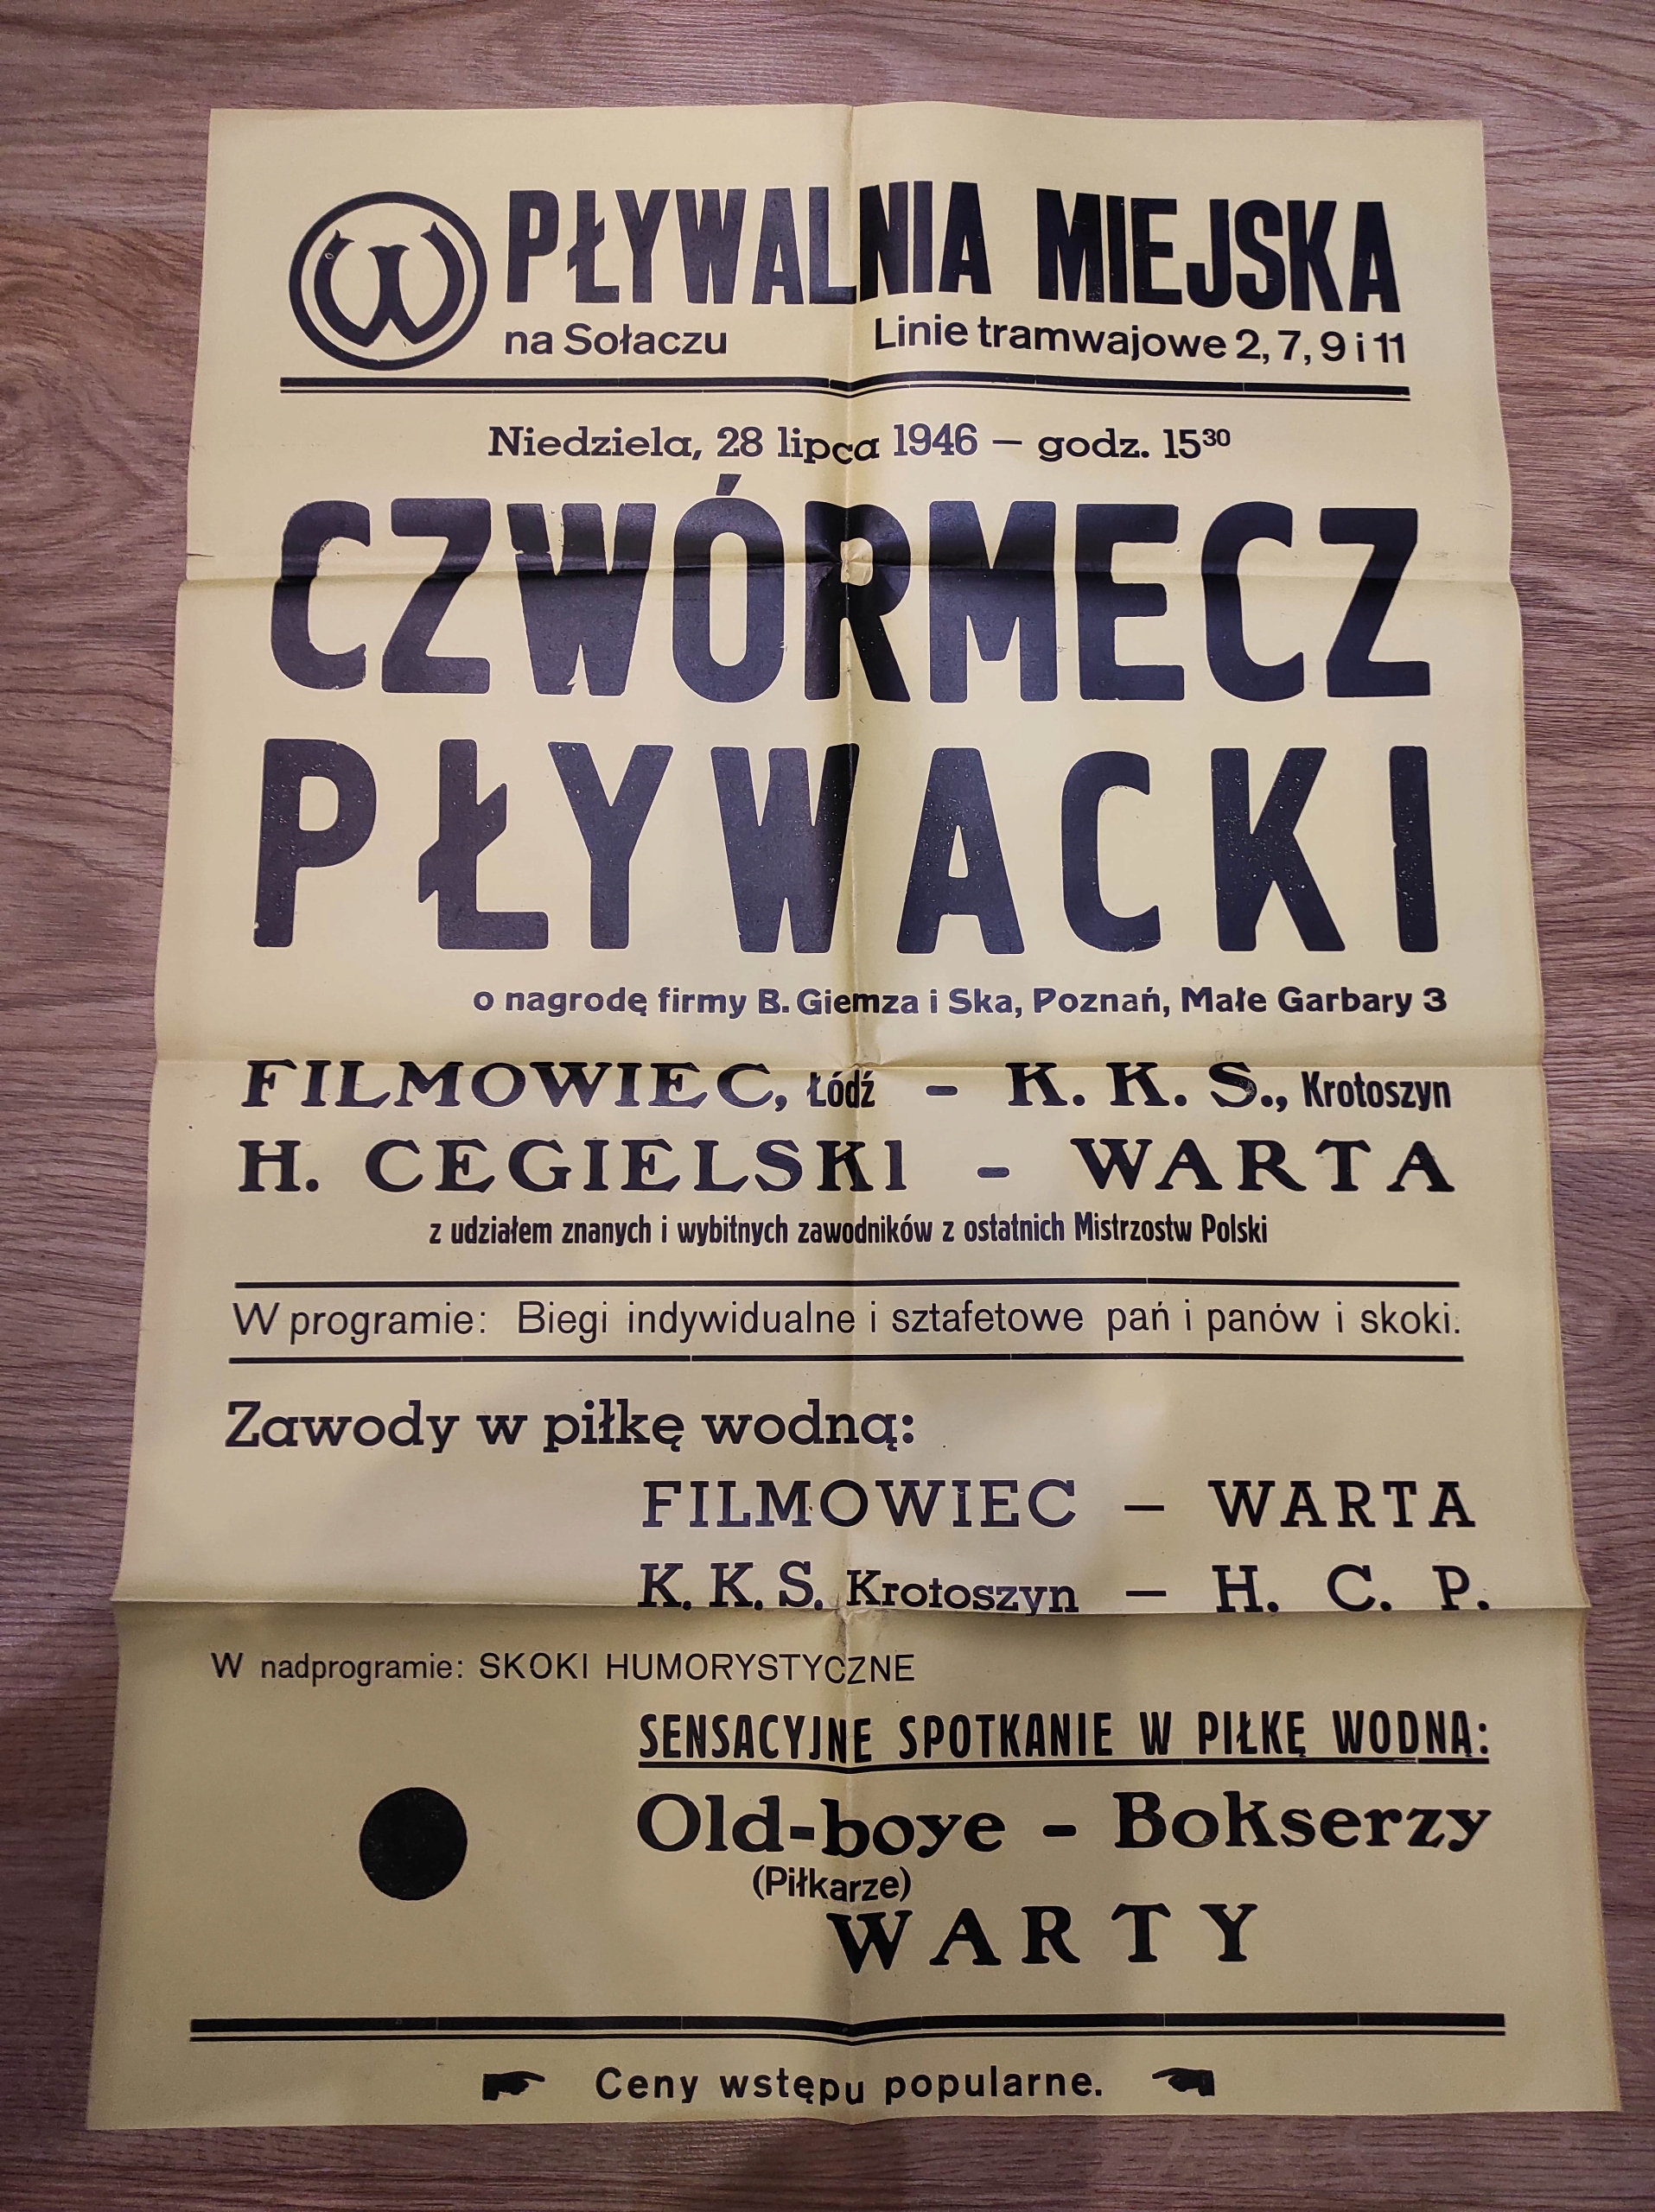 W PŁYWALNIA MIEJSKA
na Sołaczu Linie tramwajowe 2, 7, 9 i 11
Niedziela, 28 lipca 1946 — godz. 15³⁰
CZWÓRMECZ
PŁYWACKI
o nagrodę firmy B. Giemza i Ska, Poznań, Małe Garbary 3
FILMOWIEC, Łódź - K. K. S., Krotoszyn
H. CEGIELSKI - WARTA
z udziałem znanych i wybitnych zawodników z ostatnich Mistrzostw Polski
W programie: Biegi indywidualne i sztafetowe pań i panów i skoki.
Zawody w piłkę wodną:
FILMOWIEC — WARTA
K. K. S. Krotoszyn — H. C. P.
W nadprogramie: SKOKI HUMORYSTYCZNE
SENSACYJNE SPOTKANIE W PIŁKĘ WODNĄ:
Old-boye - Bokserzy
(Piłkarze)
WARTY
Ceny wstępu popularne.